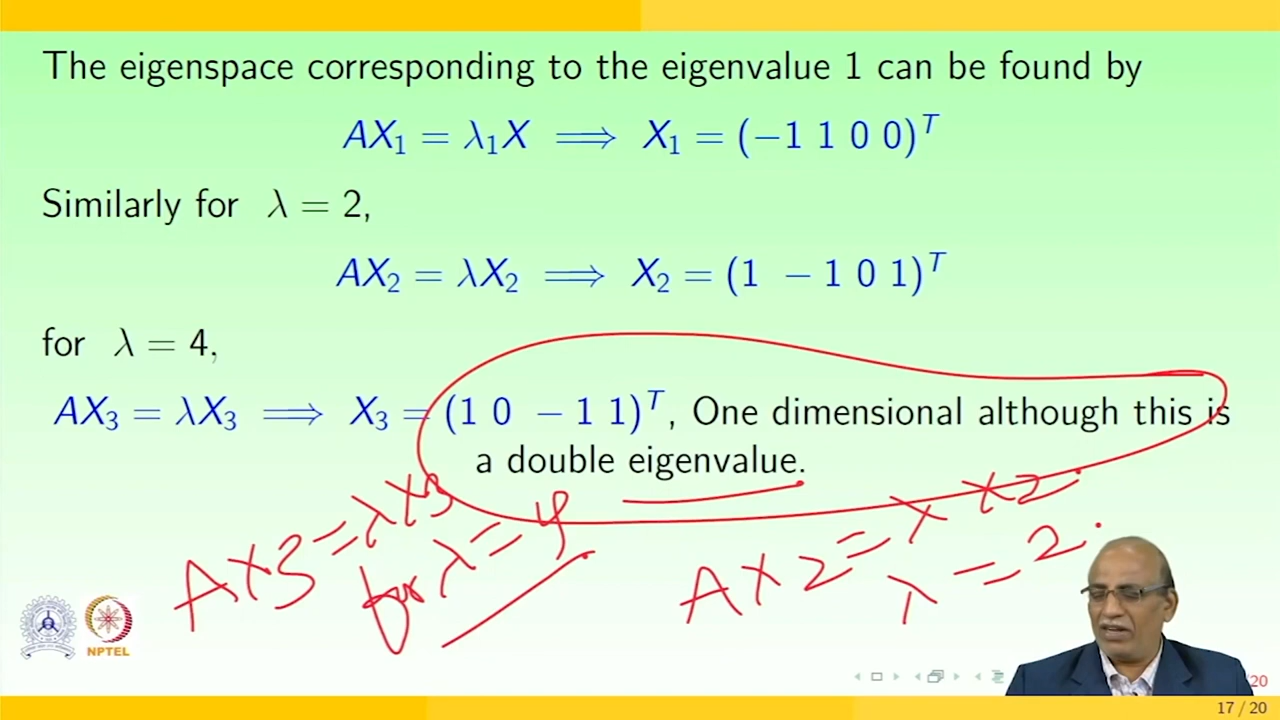 The eigenspace corresponding to the eigenvalue 1 can be found by
AX₁ = λ₁X ⟹ X₁ = (−1 1 0 0)ᵀ
Similarly for λ = 2,
AX₂ = λX₂ ⟹ X₂ = (1 − 1 0 1)ᵀ
for λ = 4,
AX₃ = λX₃ ⟹ X₃ = (1 0 − 1 1)ᵀ, One dimensional although this is
a double eigenvalue.
AX3 = λX3
for λ = 4
AX2 = λ X2
λ = 2
NPTEL
/20
17 / 20